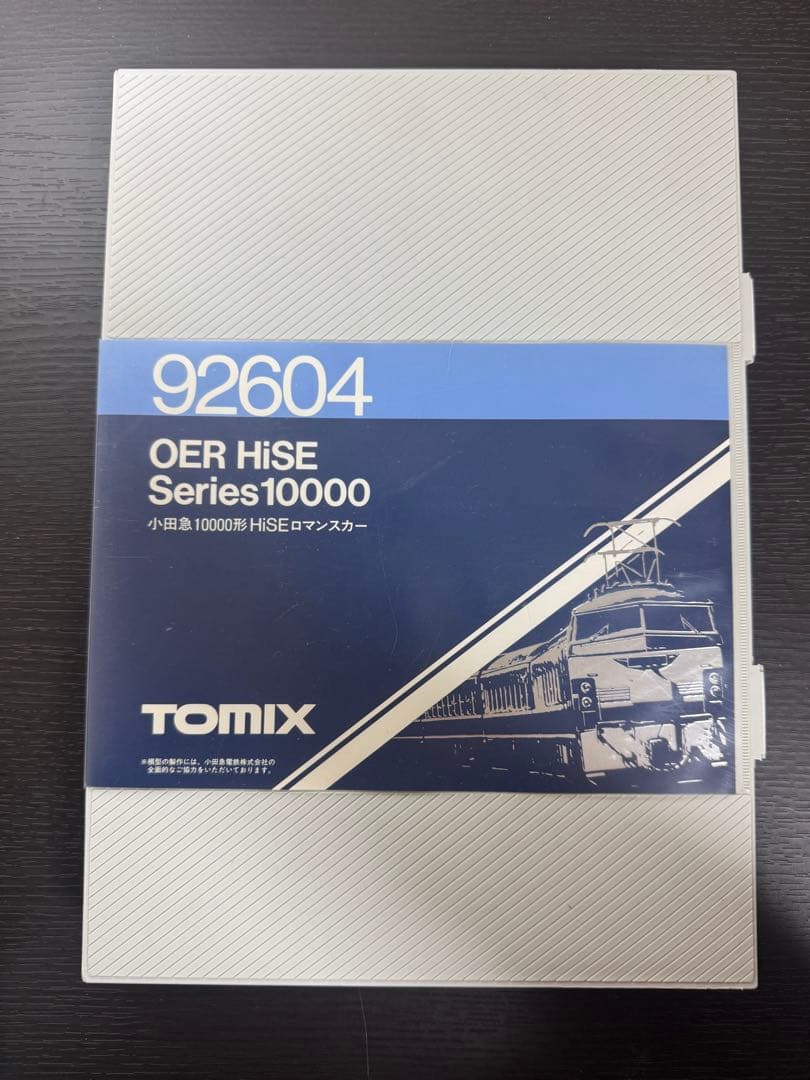 92604
OER HiSE
Series10000
小田急10000形HiSEロマンスカー
TOMIX
※模型の製作には、小田急電鉄株式会社の
全面的なご協力をいただいております。